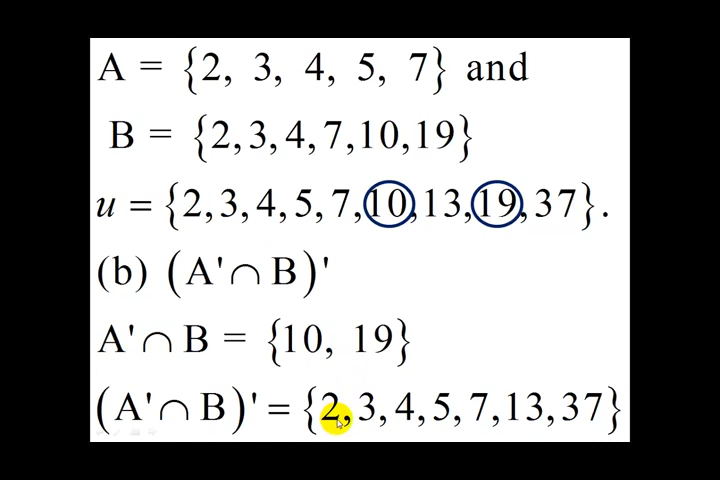 A = {2, 3, 4, 5, 7} and
B = {2,3,4,7,10,19}
u = {2,3,4,5,7,10,13,19,37}.
(b) (A'∩B)'
A'∩B = {10, 19}
(A'∩B)' = {2,3,4,5,7,13,37}